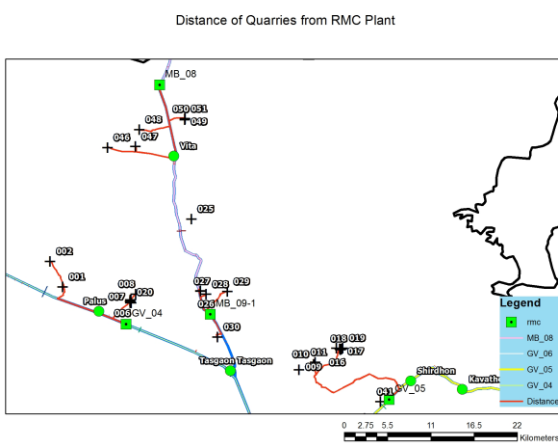 Distance of Quarries from RMC Plant
MB_08
050 051
048
049
046
047
Vita
025
002
001
008
007
020
Palus
006
GV_04
027
028
029
026
MB_09-1
030
Tasgaon Tasgaon
018
019
010
011
017
016
009
Shirdhon
GV_05
041
Kavath
Legend
rmc
MB_08
GV_06
GV_05
GV_04
Distance
0 2.75 5.5 11 16.5 22
Kilometers